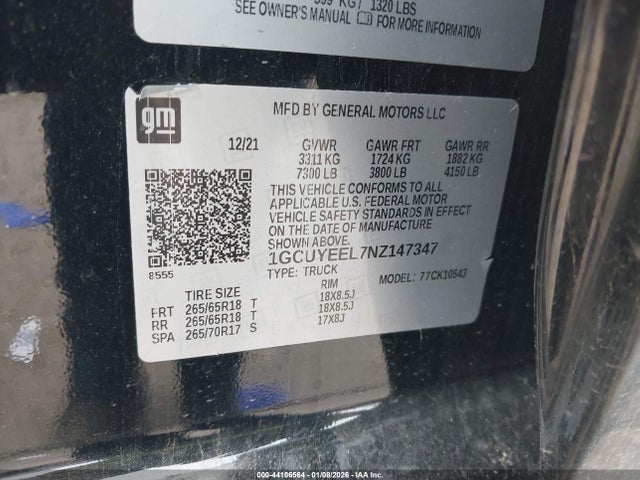 599 KG / 1320 LBS
SEE OWNER'S MANUAL FOR MORE INFORMATION
gm
MFD BY GENERAL MOTORS LLC
12/21 GVWR GAWR FRT GAWR RR
3311 KG 1724 KG 1882 KG
7300 LB 3800 LB 4150 LB
THIS VEHICLE CONFORMS TO ALL
APPLICABLE U.S. FEDERAL MOTOR
VEHICLE SAFETY STANDARDS IN EFFECT
ON THE DATE OF MANUFACTURE
SHOWN ABOVE.
1GCUYEEL7NZ147347
8555
TYPE: TRUCK MODEL: 77CK10543
TIRE SIZE RIM
FRT 265/65R18 T 18X8.5J
RR 265/65R18 T 18X8.5J
SPA 265/70R17 S 17X8J
000-44106564 - 01/08/2026 - IAA Inc.